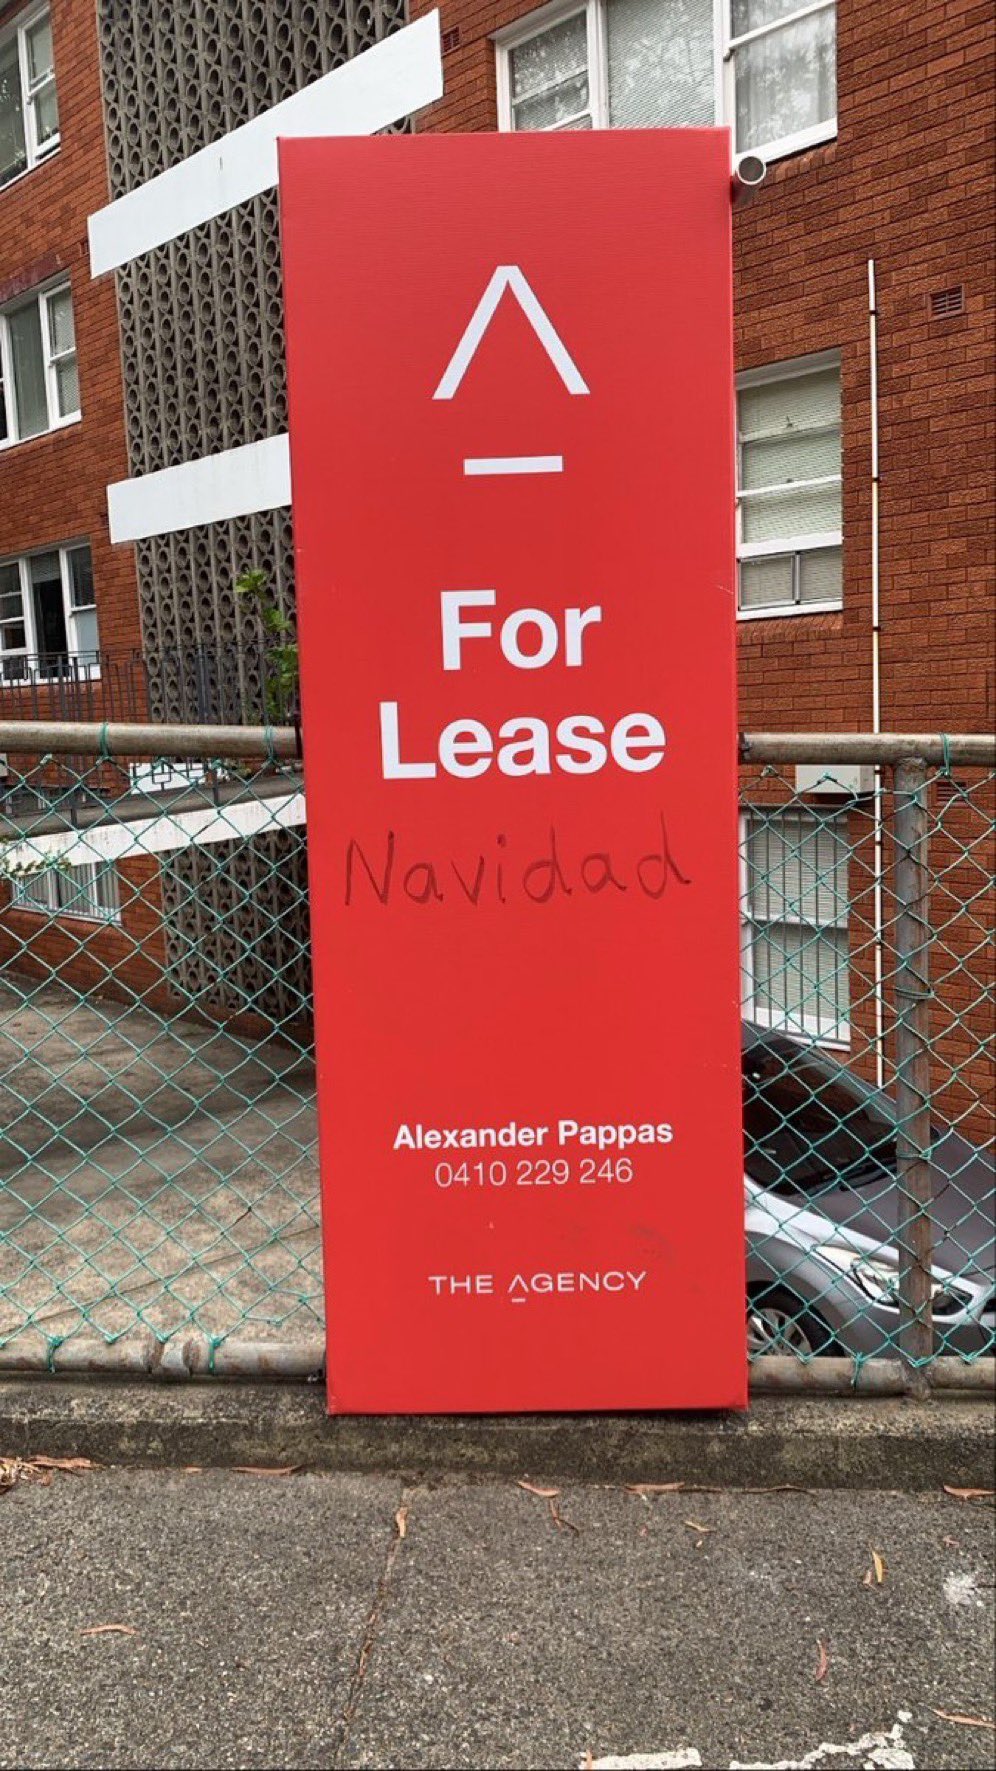 For
Lease
Navidad
Alexander Pappas
0410 229 246
THE AGENCY